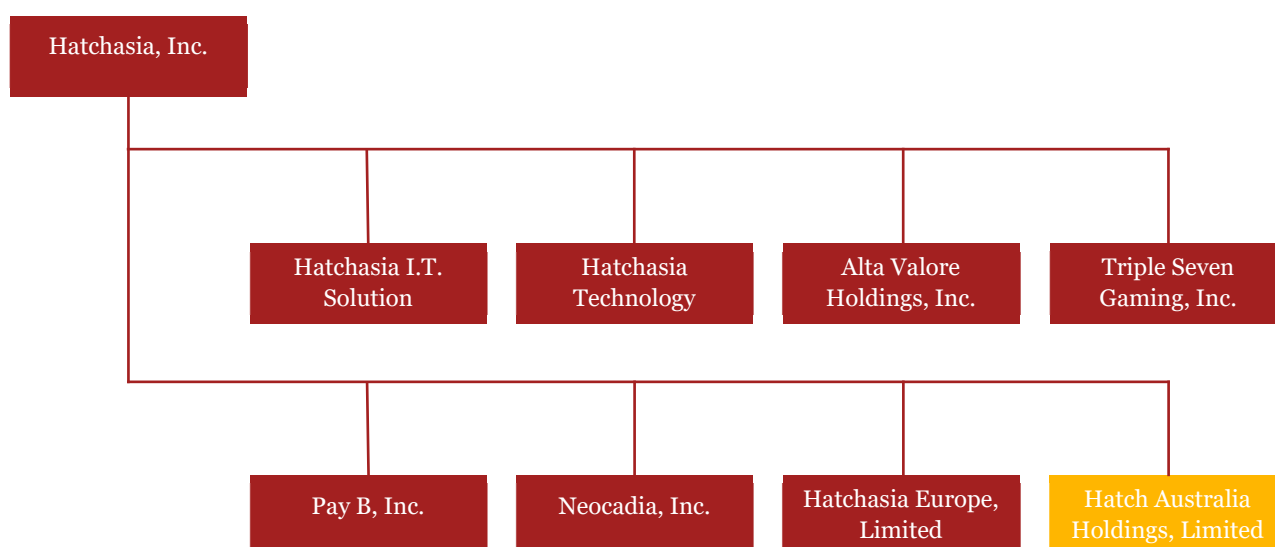 Hatchasia, Inc.
Hatchasia I.T.
Solution
Hatchasia
Technology
Alta Valore
Holdings, Inc.
Triple Seven
Gaming, Inc.
Pay B, Inc.
Neocadia, Inc.
Hatchasia Europe,
Limited
Hatch Australia
Holdings, Limited